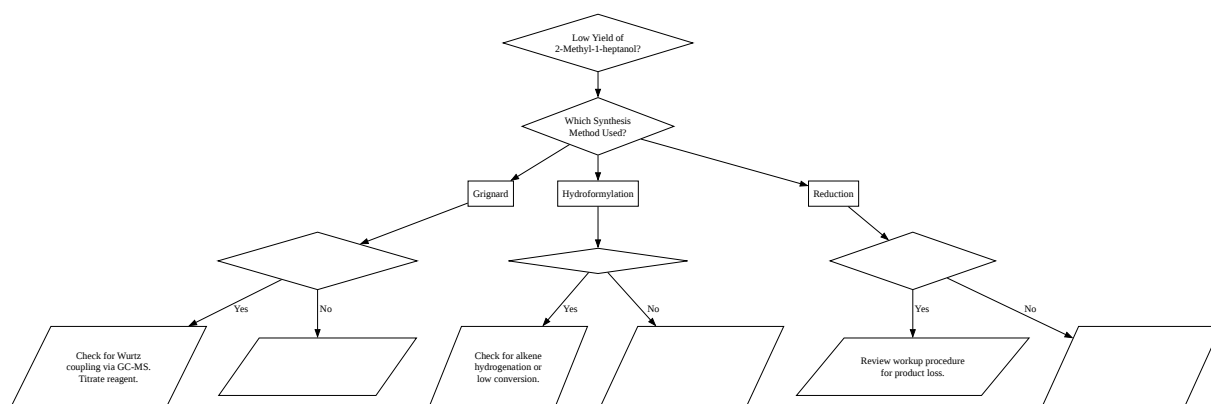 Low Yield of
2-Methyl-1-heptanol?
Which Synthesis
Method Used?
Grignard
Hydroformylation
Reduction
Yes
No
Yes
No
Yes
No
Check for Wurtz
coupling via GC-MS.
Titrate reagent.
Check for alkene
hydrogenation or
low conversion.
Review workup procedure
for product loss.